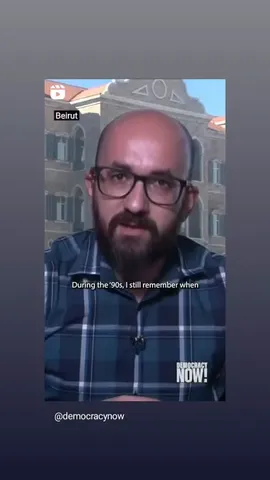 Beirut
During the '90s, I still remember when
DEMOCRACY
NOW!
@democracynow